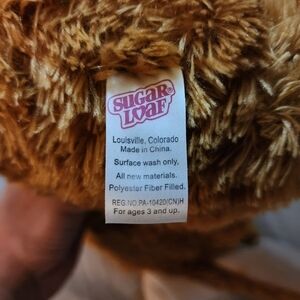 SUGAR®
LOAF
Louisville, Colorado
Made in China.
Surface wash only,
All new materials.
Polyester Fiber Filled.
REG.NO.PA-10420(CN)H
For ages 3 and up.